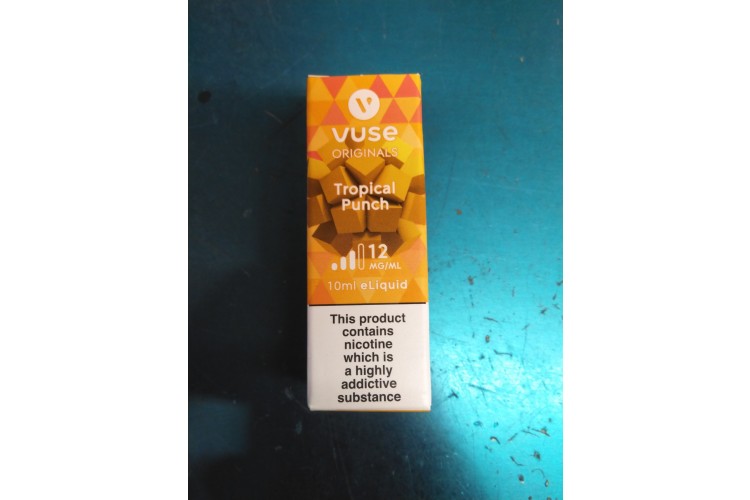 V
vuse
ORIGINALS
Tropical
Punch
12
MG/ML
10ml eLiquid
This product
contains
nicotine
which is
a highly
addictive
substance